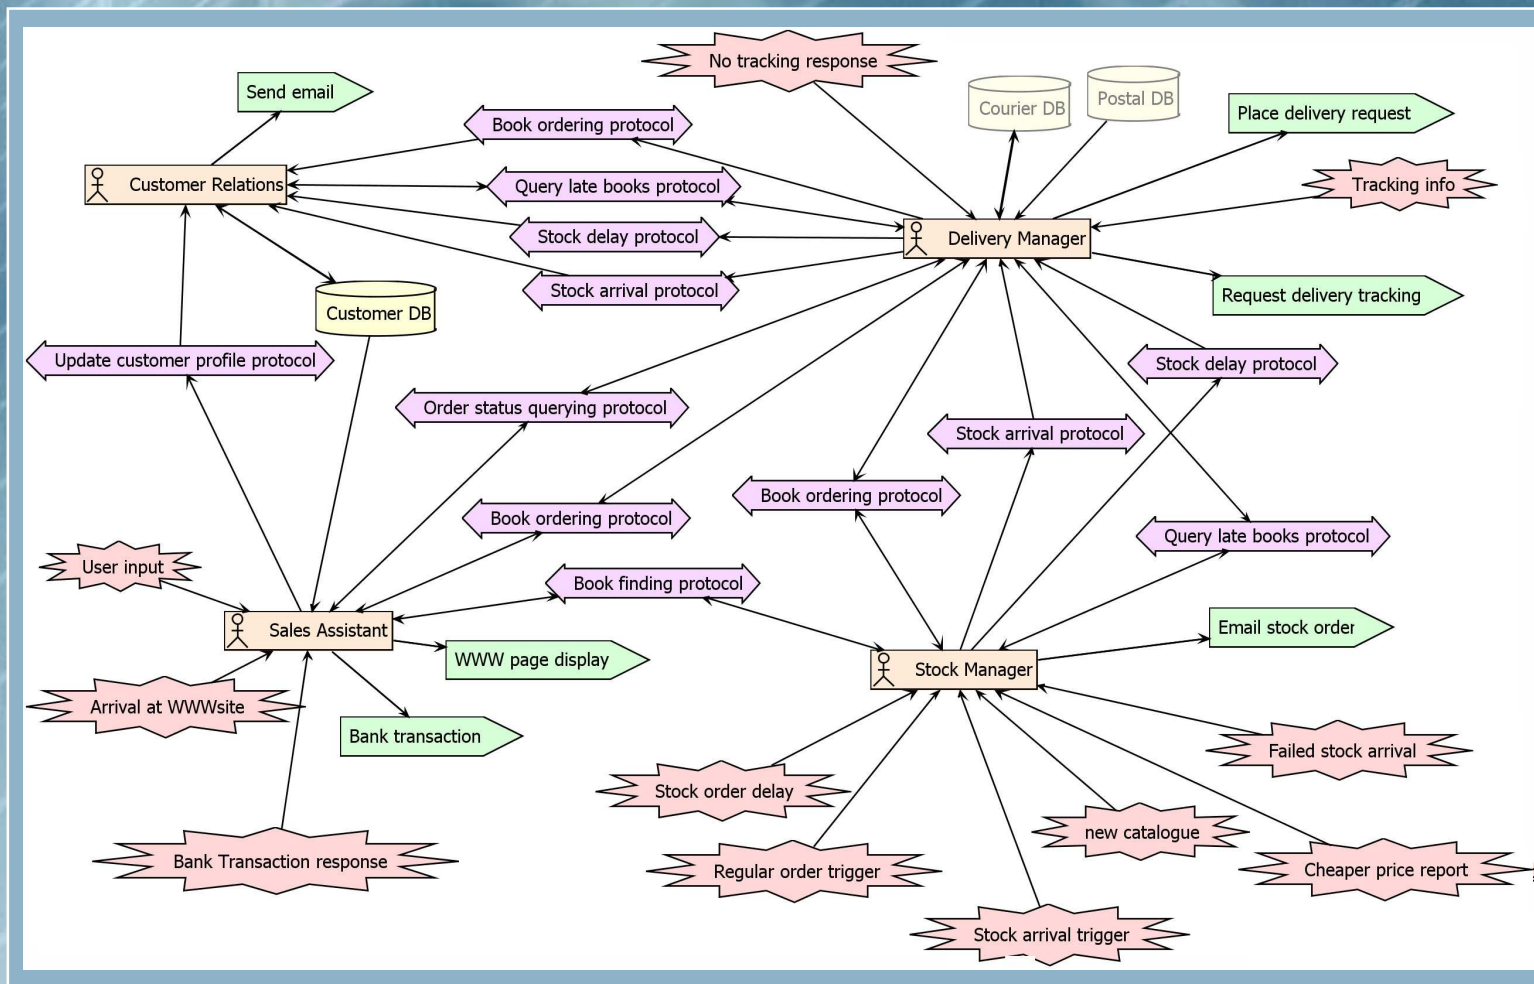 No tracking response
Send email
Courier DB
Postal DB
Place delivery request
Book ordering protocol
Customer Relations
Query late books protocol
Tracking info
Stock delay protocol
Delivery Manager
Stock arrival protocol
Request delivery tracking
Customer DB
Update customer profile protocol
Stock delay protocol
Order status querying protocol
Stock arrival protocol
Book ordering protocol
Book ordering protocol
Query late books protocol
User input
Book finding protocol
Sales Assistant
Email stock order
WWW page display
Stock Manager
Arrival at WWWsite
Bank transaction
Failed stock arrival
Stock order delay
new catalogue
Bank Transaction response
Regular order trigger
Cheaper price report
Stock arrival trigger